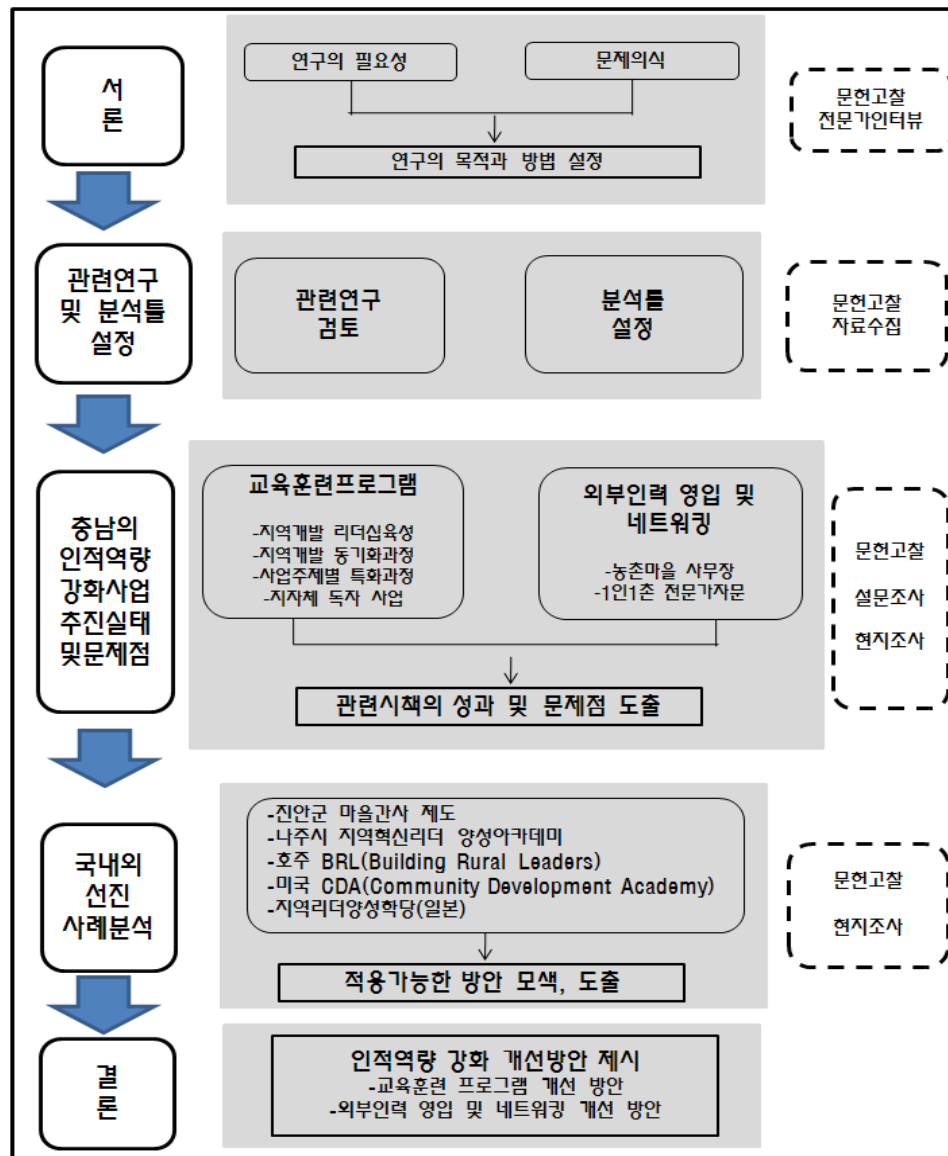 서
론
연구의 필요성
문제의식
연구의 목적과 방법 설정
문헌고찰
전문가인터뷰
관련연구
및 분석틀
설정
관련연구
검토
분석틀
설정
문헌고찰
자료수집
충남의
인적역량
강화사업
추진실태
및문제점
교육훈련프로그램
-지역개발 리더십육성
-지역개발 동기화과정
-사업주제별 특화과정
-지자체 독자 사업
외부인력 영입 및
네트워킹
-농촌마을 사무장
-1인1촌 전문가자문
관련시책의 성과 및 문제점 도출
문헌고찰
설문조사
현지조사
국내외
선진
사례분석
-진안군 마을간사 제도
-나주시 지역혁신리더 양성아카데미
-호주 BRL(Building Rural Leaders)
-미국 CDA(Community Development Academy)
-지역리더양성학당(일본)
적용가능한 방안 모색, 도출
문헌고찰
현지조사
결
론
인적역량 강화 개선방안 제시
-교육훈련 프로그램 개선 방안
-외부인력 영입 및 네트워킹 개선 방안